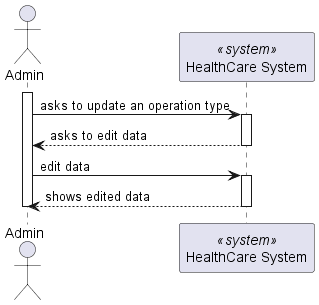 Admin
«system»
HealthCare System
asks to update an operation type
asks to edit data
edit data
shows edited data
Admin
«system»
HealthCare System